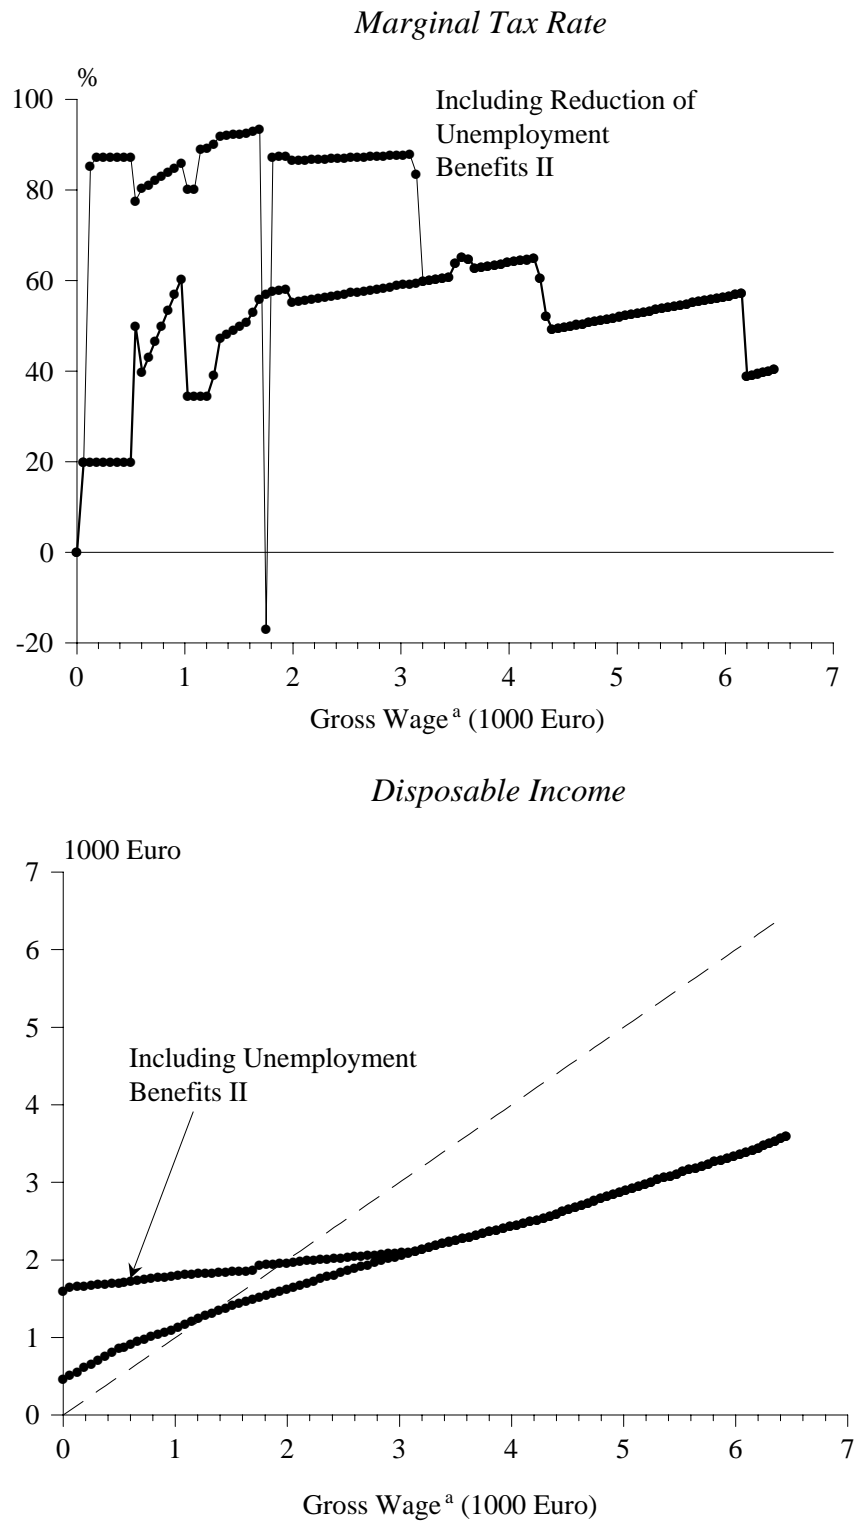 Marginal Tax Rate
%
100
80
60
40
20
0
-20
Including Reduction of
Unemployment
Benefits II
0 1 2 3 4 5 6 7
Gross Wage a (1000 Euro)
Disposable Income
1000 Euro
7
6
5
4
3
2
1
0
Including Unemployment
Benefits II
0 1 2 3 4 5 6 7
Gross Wage a (1000 Euro)